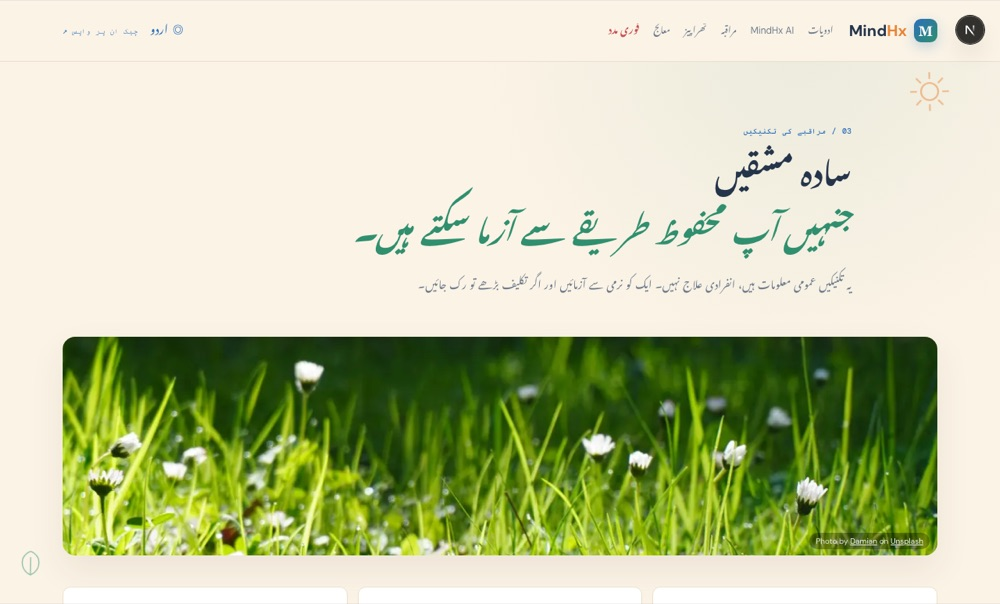 N
M MindHx
ادویات
MindHx AI
مراقبہ
تھراپیز
معالج
فوری مدد
اردو
چیک ان پر واپس ↗
03 / مراقبے کی تکنیکیں
سادہ مشقیں
جنہیں آپ محفوظ طریقے سے آزما سکتے ہیں۔
یہ تکنیکیں عمومی معلومات ہیں، انفرادی علاج نہیں۔ ایک کو نرمی سے آزمائیں اور اگر تکلیف بڑھے تو رک جائیں۔
Photo by Damian on Unsplash